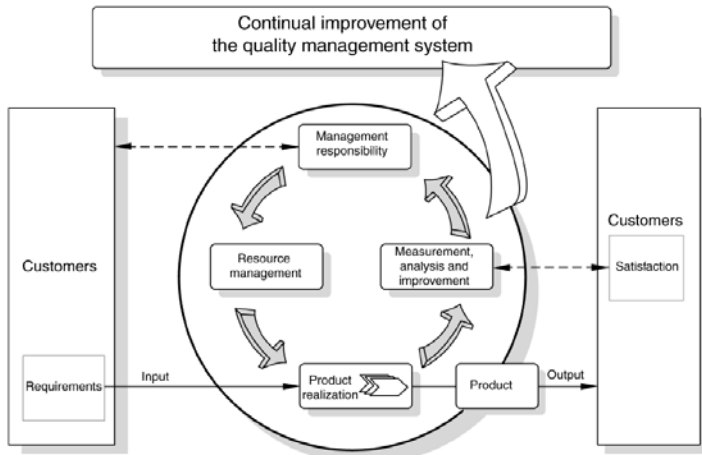 Continual improvement of
the quality management system
Management
responsibility
Customers
Resource
management
Measurement,
analysis and
improvement
Customers
Satisfaction
Requirements
Input
Product
realization
Product
Output